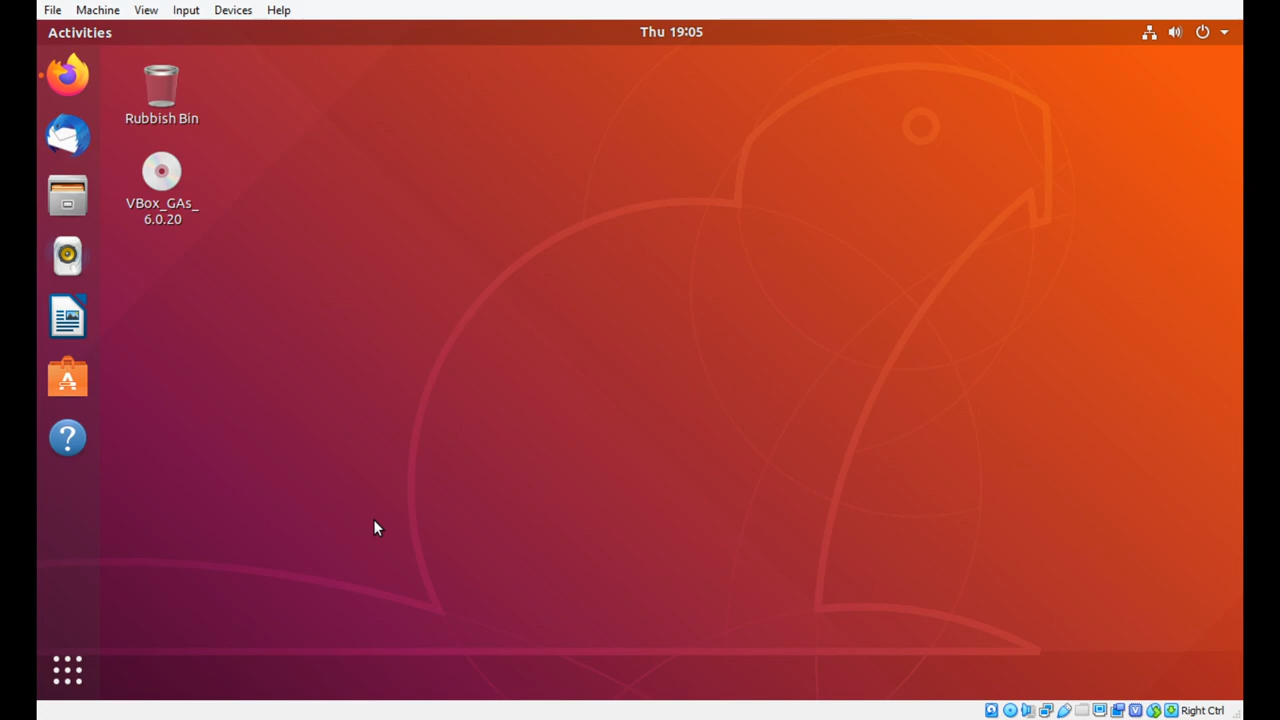 File Machine View Input Devices Help
Activities Thu 19:05
Rubbish Bin
VBox_GAs_
6.0.20
Right Ctrl